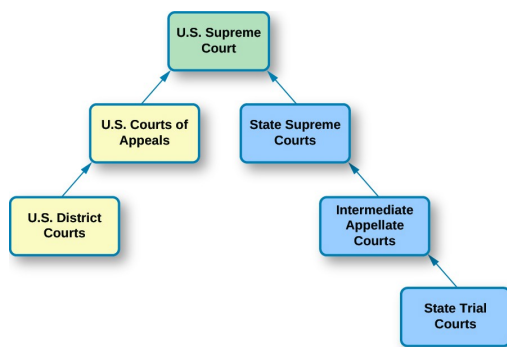 U.S. Supreme
Court
U.S. Courts of
Appeals
State Supreme
Courts
U.S. District
Courts
Intermediate
Appellate
Courts
State Trial
Courts